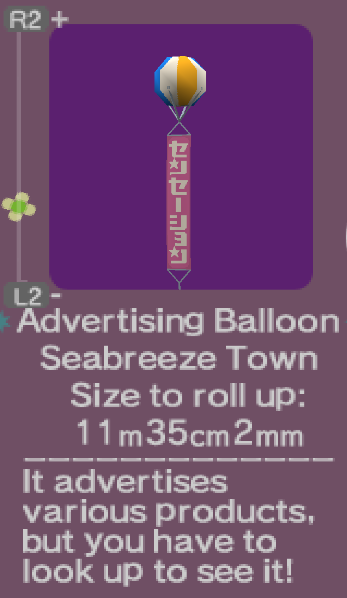 R2 +
センセーション
L2 -
Advertising Balloon
Seabreeze Town
Size to roll up:
11m35cm2mm
It advertises
various products,
but you have to
look up to see it!